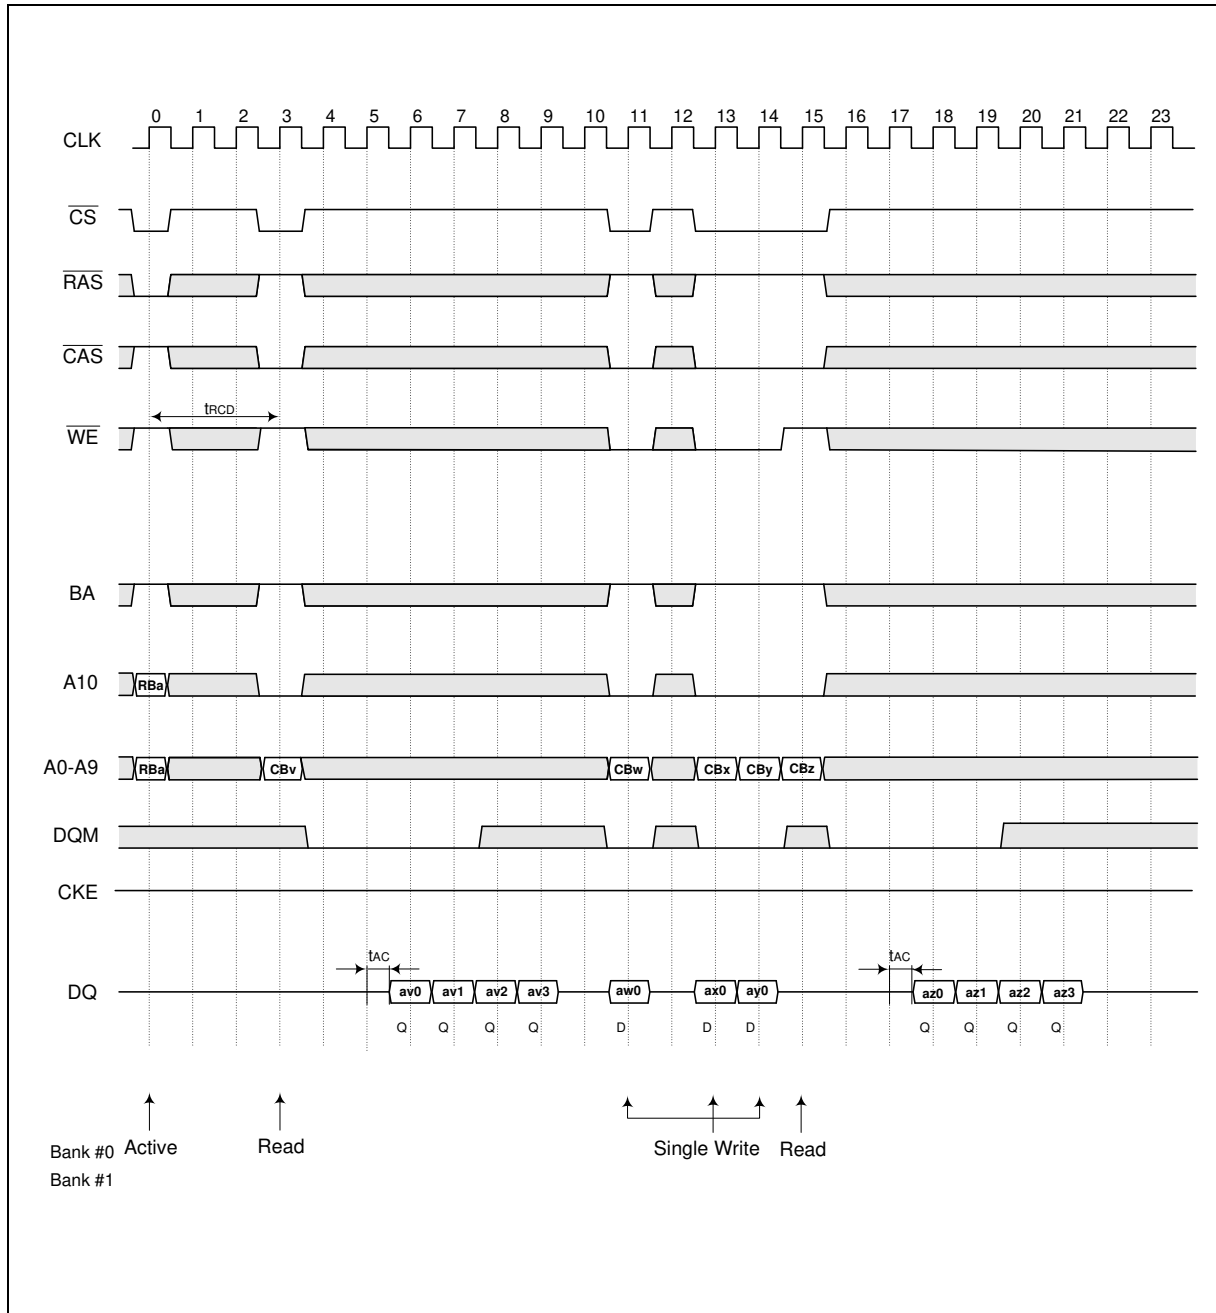 0 1 2 3 4 5 6 7 8 9 10 11 12 13 14 15 16 17 18 19 20 21 22 23
CLK
CS
RAS
CAS
tRCD
WE
BA
A10 RBa
A0-A9 RBa CBv CBw CBx CBy CBz
DQM
CKE
tAC tAC
DQ av0 av1 av2 av3 aw0 ax0 ay0 az0 az1 az2 az3
Q Q Q Q D D D Q Q Q Q
Active Read Single Write Read
Bank #0
Bank #1